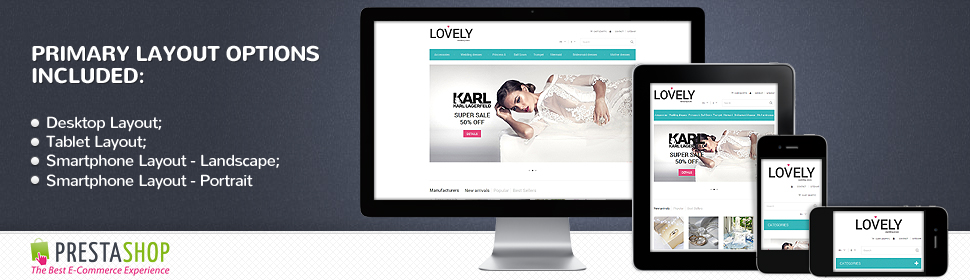 PRIMARY LAYOUT OPTIONS
INCLUDED:
Desktop Layout;
Tablet Layout;
Smartphone Layout - Landscape;
Smartphone Layout - Portrait
PRESTASHOP
The Best E-Commerce Experience
LOVELY
KARL
KARL LAGERFELD
SUPER SALE
50% OFF
DETAILS
Manufacturers New arrivals Popular Best Sellers
LOVELY
KARL
KARL LAGERFELD
SUPER SALE
50% OFF
DETAILS
New arrivals Popular
LOVELY
CATEGORIES
LOVELY
CATEGORIES